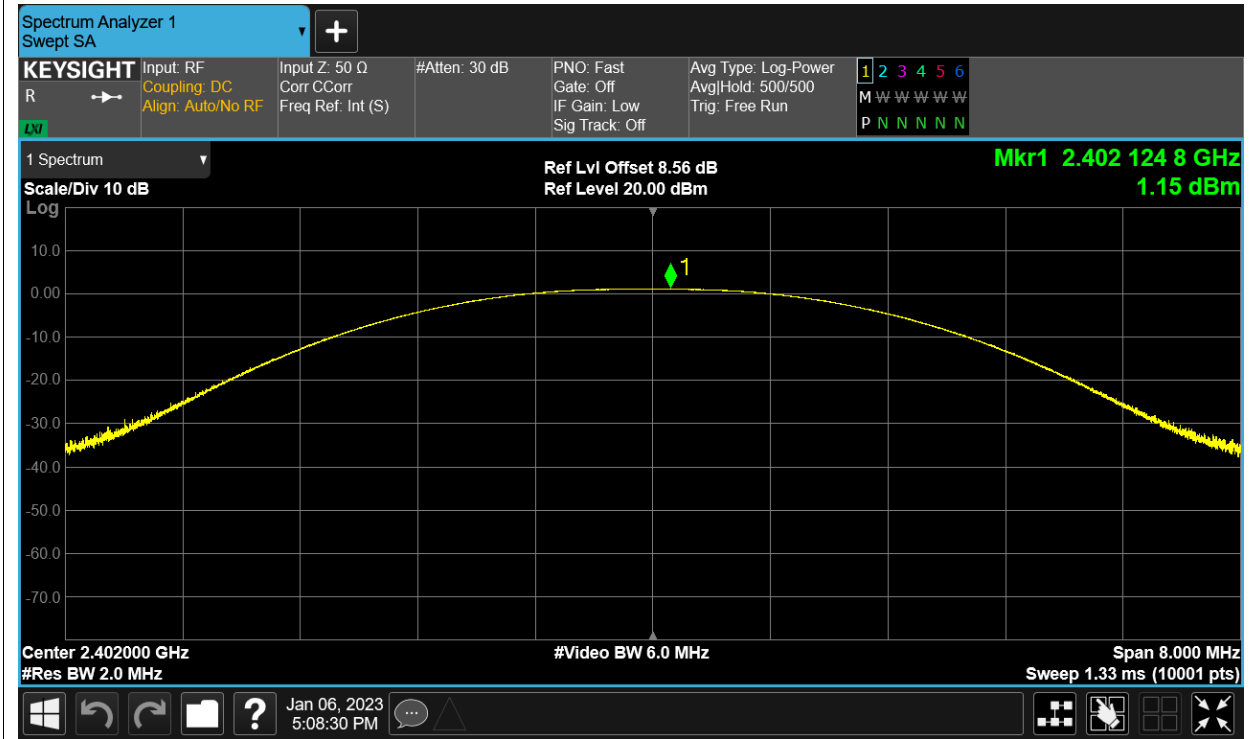 Spectrum Analyzer 1
Swept SA
KEYSIGHT
R
LXI
Input: RF
Coupling: DC
Align: Auto/No RF
Input Z: 50 Ω
Corr CCorr
Freq Ref: Int (S)
#Atten: 30 dB
PNO: Fast
Gate: Off
IF Gain: Low
Sig Track: Off
Avg Type: Log-Power
Avg|Hold: 500/500
Trig: Free Run
1 2 3 4 5 6
M W W W W W W
P N N N N N N
1 Spectrum
Scale/Div 10 dB
Log
Ref Lvl Offset 8.56 dB
Ref Level 20.00 dBm
Mkr1 2.402 124 8 GHz
1.15 dBm
1
10.0
0.00
-10.0
-20.0
-30.0
-40.0
-50.0
-60.0
-70.0
Center 2.402000 GHz
#Res BW 2.0 MHz
#Video BW 6.0 MHz
Span 8.000 MHz
Sweep 1.33 ms (10001 pts)
?
Jan 06, 2023
5:08:30 PM